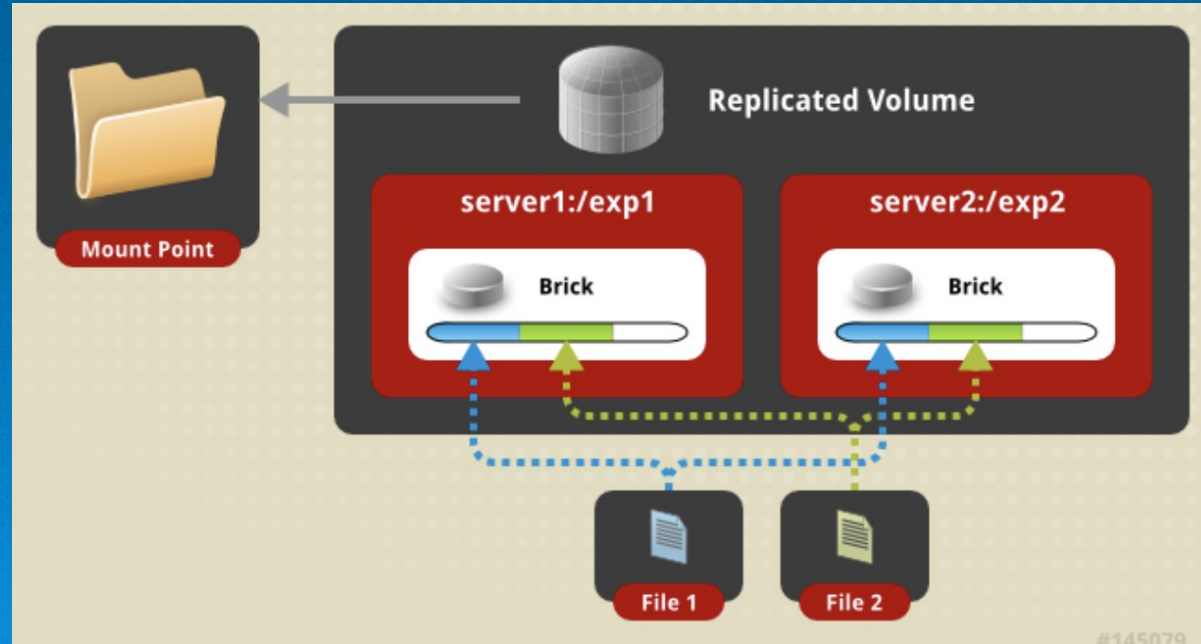 Replicated Volume
server1:/exp1
server2:/exp2
Mount Point
Brick
Brick
File 1
File 2
#145079